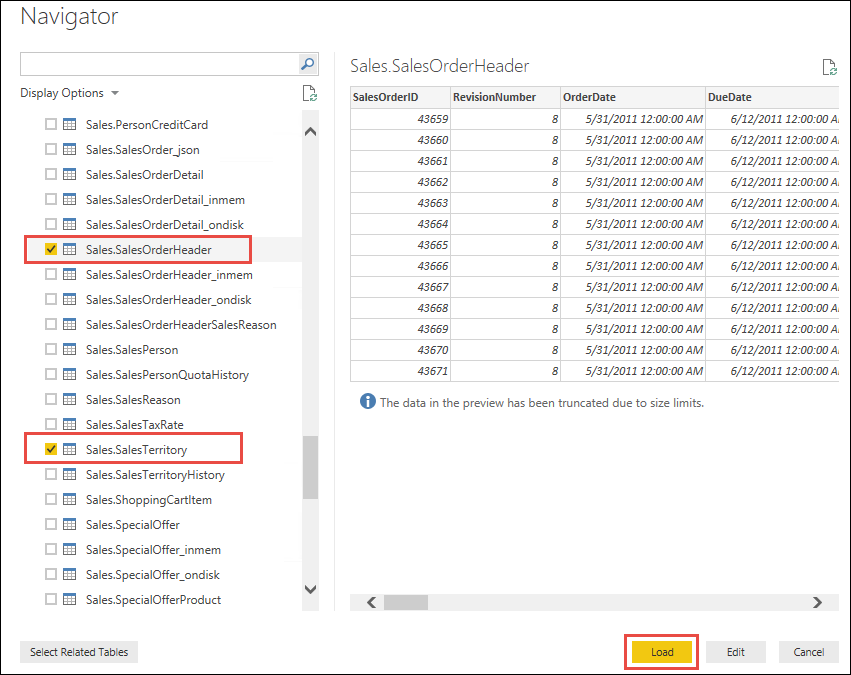 Navigator
Display Options
Sales.PersonCreditCard
Sales.SalesOrder_json
Sales.SalesOrderDetail
Sales.SalesOrderDetail_inmem
Sales.SalesOrderDetail_ondisk
Sales.SalesOrderHeader
Sales.SalesOrderHeader_inmem
Sales.SalesOrderHeader_ondisk
Sales.SalesOrderHeaderSalesReason
Sales.SalesPerson
Sales.SalesPersonQuotaHistory
Sales.SalesReason
Sales.SalesTaxRate
Sales.SalesTerritory
Sales.SalesTerritoryHistory
Sales.ShoppingCartItem
Sales.SpecialOffer
Sales.SpecialOffer_inmem
Sales.SpecialOffer_ondisk
Sales.SpecialOfferProduct
Sales.SalesOrderHeader
SalesOrderID RevisionNumber OrderDate DueDate
43659 8 5/31/2011 12:00:00 AM 6/12/2011 12:00:00 A
43660 8 5/31/2011 12:00:00 AM 6/12/2011 12:00:00 A
43661 8 5/31/2011 12:00:00 AM 6/12/2011 12:00:00 A
43662 8 5/31/2011 12:00:00 AM 6/12/2011 12:00:00 A
43663 8 5/31/2011 12:00:00 AM 6/12/2011 12:00:00 A
43664 8 5/31/2011 12:00:00 AM 6/12/2011 12:00:00 A
43665 8 5/31/2011 12:00:00 AM 6/12/2011 12:00:00 A
43666 8 5/31/2011 12:00:00 AM 6/12/2011 12:00:00 A
43667 8 5/31/2011 12:00:00 AM 6/12/2011 12:00:00 A
43668 8 5/31/2011 12:00:00 AM 6/12/2011 12:00:00 A
43669 8 5/31/2011 12:00:00 AM 6/12/2011 12:00:00 A
43670 8 5/31/2011 12:00:00 AM 6/12/2011 12:00:00 A
43671 8 5/31/2011 12:00:00 AM 6/12/2011 12:00:00 A
The data in the preview has been truncated due to size limits.
Select Related Tables
Load Edit Cancel